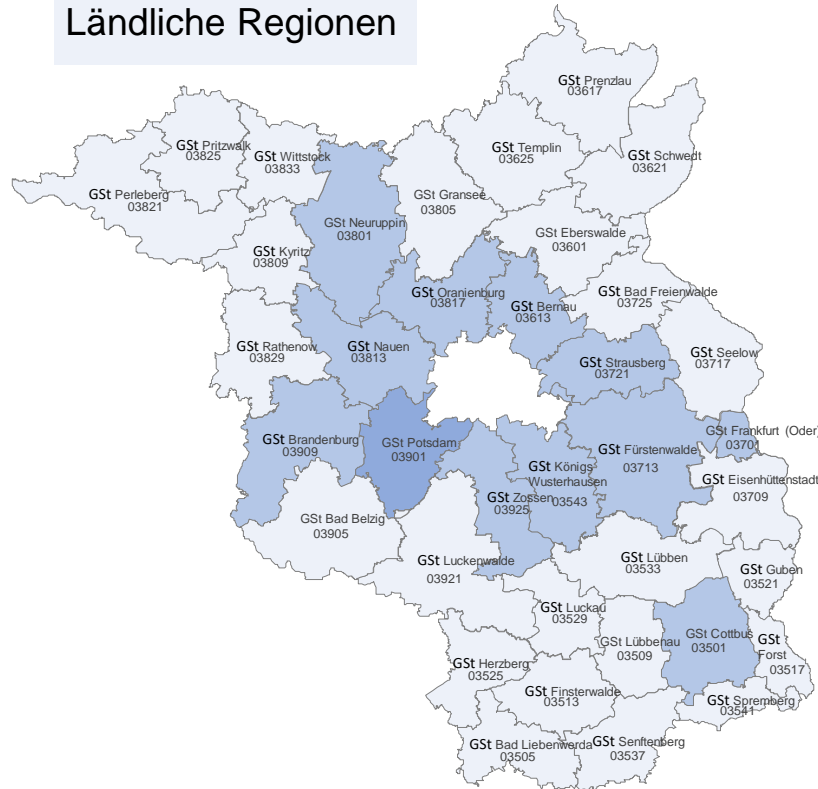 Ländliche Regionen
GSt Prenzlau
03617
GSt Pritzwalk
03825
GSt Wittstock
03833
GSt Templin
03625
GSt Schwedt
03621
GSt Perleberg
03821
GSt Gransee
03805
GSt Neuruppin
03801
GSt Eberswalde
03601
GSt Kyritz
03809
GSt Oranienburg
03817
GSt Bernau
03613
GSt Bad Freienwalde
03725
GSt Rathenow
03829
GSt Nauen
03813
GSt Strausberg
03721
GSt Seelow
03717
GSt Brandenburg
03909
GSt Potsdam
03901
GSt Königs
Wusterhausen
03543
GSt Fürstenwalde
03713
GSt Frankfurt (Oder)
03701
GSt Zossen
03925
GSt Eisenhüttenstadt
03709
GSt Bad Belzig
03905
GSt Luckenwalde
03921
GSt Lübben
03533
GSt Guben
03521
GSt Luckau
03529
GSt Lübbenau
03509
GSt Cottbus
03501
GSt
Forst
03517
GSt Herzberg
03525
GSt Finsterwalde
03513
GSt Spremberg
03541
GSt Bad Liebenwerda
03505
GSt Senftenberg
03537